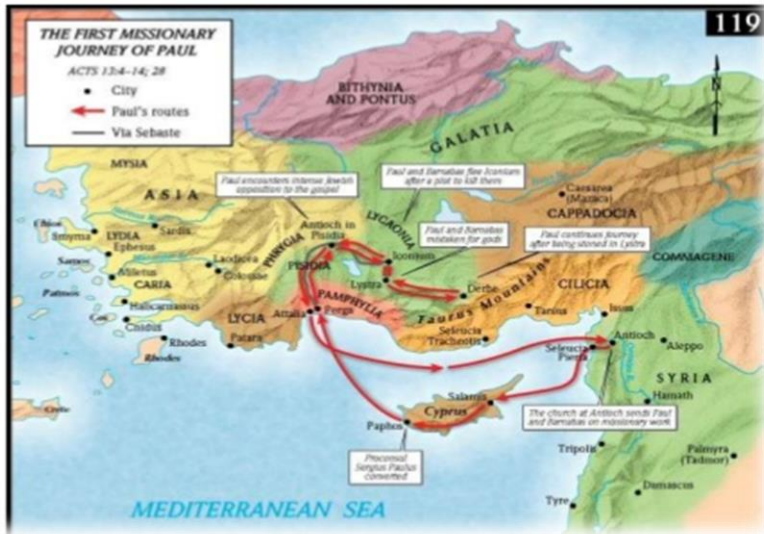 119
THE FIRST MISSIONARY
JOURNEY OF PAUL
ACTS 13:4–14; 28
City
Paul's routes
Via Sebaste
N
BITHYNIA
AND PONTUS
GALATIA
MYSIA
ASIA
Paul encounters intense Jewish
opposition to the gospel
Paul and Barnabas flee Iconium
after a plot to kill them
Caesarea
(Mazaca)
CAPPADOCIA
Chios
Smyrna
LYDIA
Sardis
Ephesus
PHRYGIA
Antioch in
Pisidia
LYCAONIA
Paul and Barnabas
mistaken for gods
Paul continues journey
after being stoned in Lystra
COMMAGENE
Samos
Miletus
Laodicea
Colossae
PISIDIA
Iconium
Lystra
Derbe
Patmos
CARIA
Halicarnassus
Cos
Cnidus
LYCIA
PAMPHYLIA
Attalia
Perga
Taurus Mountains
CILICIA
Tarsus
Issus
Rhodes
Rhodes
Patara
Seleucia
Tracheotis
Seleucia
Pieria
Antioch
Aleppo
SYRIA
Salamis
Cyprus
Paphos
The church at Antioch sends Paul
and Barnabas on missionary work
Hamath
Proconsul
Sergius Paulus
converted
Tripolis
Palmyra
(Tadmor)
Damascus
Tyre
MEDITERRANEAN SEA